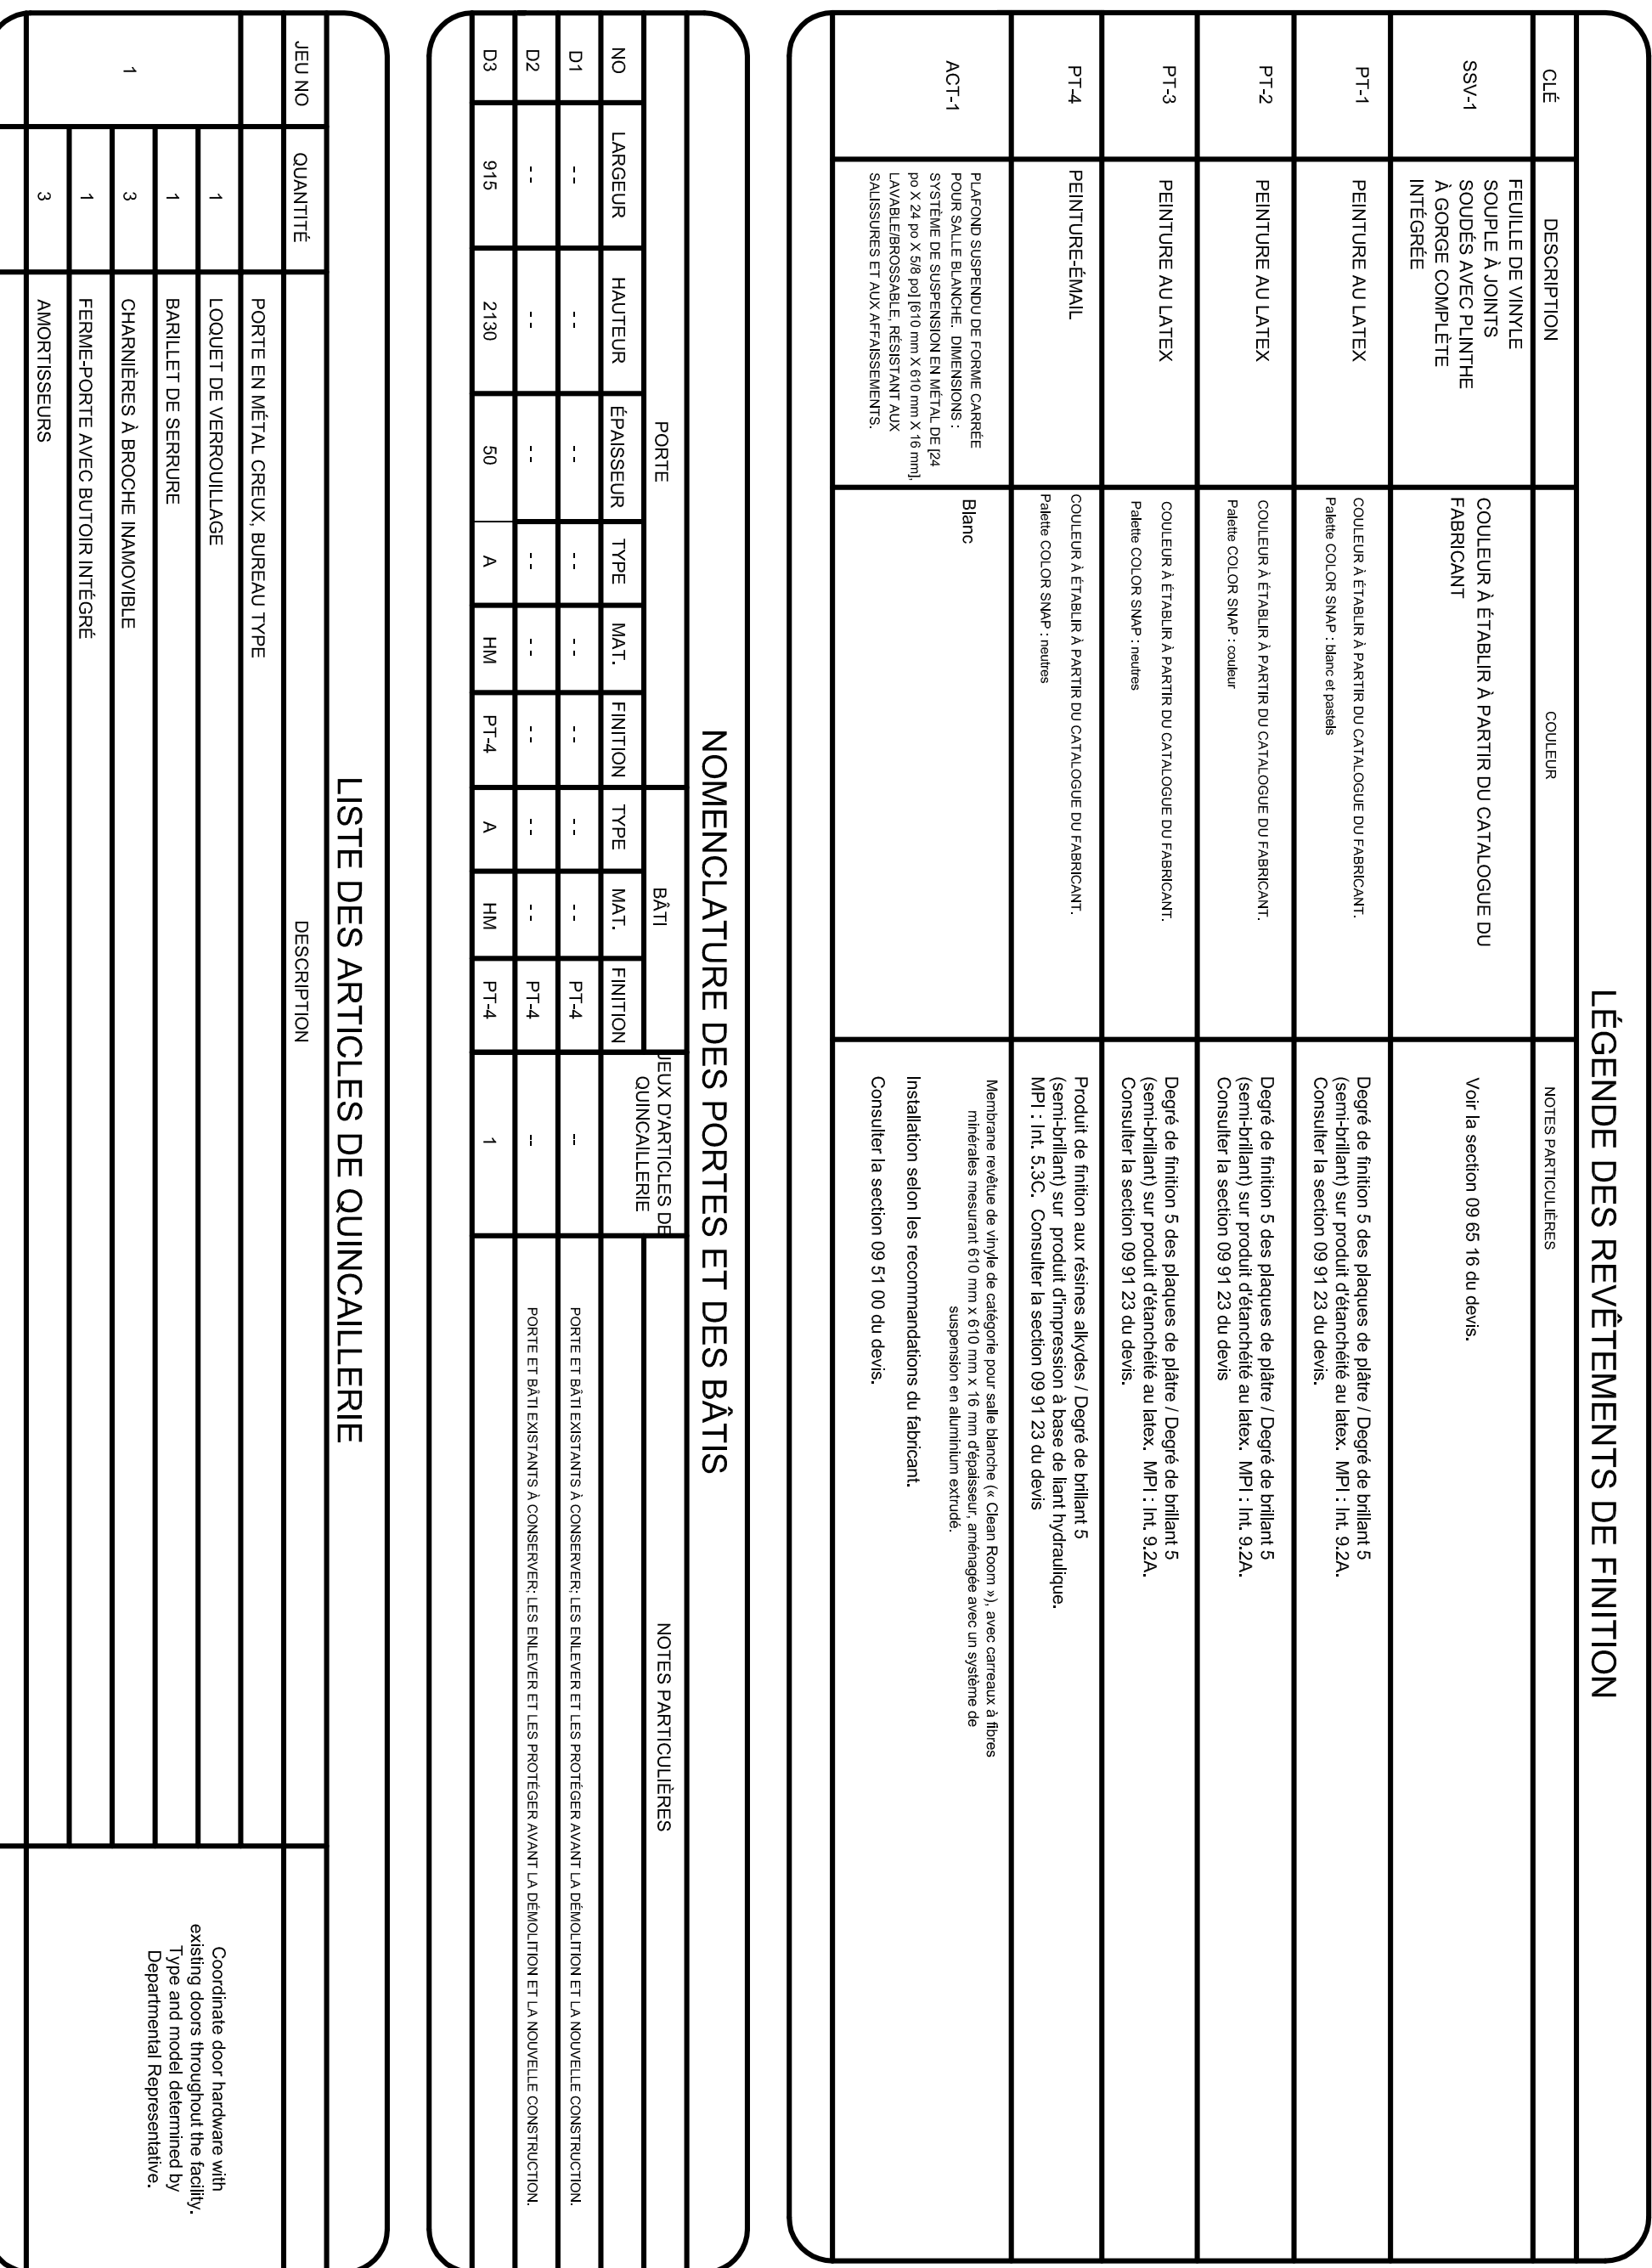 LÉGENDE DES REVÊTEMENTS DE FINITION
CLÉ DESCRIPTION COULEUR NOTES PARTICULIÈRES
SSV-1
FEUILLE DE VINYLE
SOUPLE À JOINTS
SOUDÉS AVEC PLINTHE
À GORGE COMPLÈTE
INTÉGRÉE
COULEUR À ÉTABLIR À PARTIR DU CATALOGUE DU
FABRICANT
Voir la section 09 65 16 du devis.
PT-1
PEINTURE AU LATEX
COULEUR À ÉTABLIR À PARTIR DU CATALOGUE DU FABRICANT.
Palette COLOR SNAP : blanc et pastels
Degré de finition 5 des plaques de plâtre / Degré de brillant 5
(semi-brillant) sur produit d'étanchéité au latex. MPI : Int. 9.2A.
Consulter la section 09 91 23 du devis.
PT-2
PEINTURE AU LATEX
COULEUR À ÉTABLIR À PARTIR DU CATALOGUE DU FABRICANT.
Palette COLOR SNAP : couleur
Degré de finition 5 des plaques de plâtre / Degré de brillant 5
(semi-brillant) sur produit d'étanchéité au latex. MPI : Int. 9.2A.
Consulter la section 09 91 23 du devis
PT-3
PEINTURE AU LATEX
COULEUR À ÉTABLIR À PARTIR DU CATALOGUE DU FABRICANT.
Palette COLOR SNAP : neutres
Degré de finition 5 des plaques de plâtre / Degré de brillant 5
(semi-brillant) sur produit d'étanchéité au latex. MPI : Int. 9.2A.
Consulter la section 09 91 23 du devis.
PT-4
PEINTURE-ÉMAIL
COULEUR À ÉTABLIR À PARTIR DU CATALOGUE DU FABRICANT.
Palette COLOR SNAP : neutres
Produit de finition aux résines alkydes / Degré de brillant 5
(semi-brillant) sur produit d'impression à base de liant hydraulique.
MPI : Int. 5.3C. Consulter la section 09 91 23 du devis
ACT-1
PLAFOND SUSPENDU DE FORME CARRÉE
POUR SALLE BLANCHE. DIMENSIONS :
SYSTÈME DE SUSPENSION EN MÉTAL DE [24
po X 24 po X 5/8 po] [610 mm X 610 mm X 16 mm],
LAVABLE/BROSSABLE, RÉSISTANT AUX
SALISSURES ET AUX AFFAISSEMENTS.
Blanc
Membrane revêtue de vinyle de catégorie pour salle blanche (« Clean Room »), avec carreaux à fibres
minérales mesurant 610 mm x 610 mm x 16 mm d'épaisseur, aménagée avec un système de
suspension en aluminium extrudé.
Installation selon les recommandations du fabricant.
Consulter la section 09 51 00 du devis.
NOMENCLATURE DES PORTES ET DES BÂTIS
PORTE BÂTI JEUX D'ARTICLES DE
QUINCAILLERIE
NOTES PARTICULIÈRES
NO LARGEUR HAUTEUR ÉPAISSEUR TYPE MAT. FINITION TYPE MAT. FINITION
D1 -- -- -- -- -- -- -- -- PT-4 -- PORTE ET BÂTI EXISTANTS À CONSERVER; LES ENLEVER ET LES PROTÉGER AVANT LA DÉMOLITION ET LA NOUVELLE CONSTRUCTION.
D2 -- -- -- -- -- -- -- -- PT-4 -- PORTE ET BÂTI EXISTANTS À CONSERVER; LES ENLEVER ET LES PROTÉGER AVANT LA DÉMOLITION ET LA NOUVELLE CONSTRUCTION.
D3 915 2130 50 A HM PT-4 A HM PT-4 1
LISTE DES ARTICLES DE QUINCAILLERIE
JEU NO QUANTITÉ DESCRIPTION
PORTE EN MÉTAL CREUX, BUREAU TYPE
1
1 LOQUET DE VERROUILLAGE
1 BARILLET DE SERRURE
3 CHARNIÈRES À BROCHE INAMOVIBLE
1 FERME-PORTE AVEC BUTOIR INTÉGRÉ
3 AMORTISSEURS
Coordinate door hardware with
existing doors throughout the facility.
Type and model determined by
Departmental Representative.